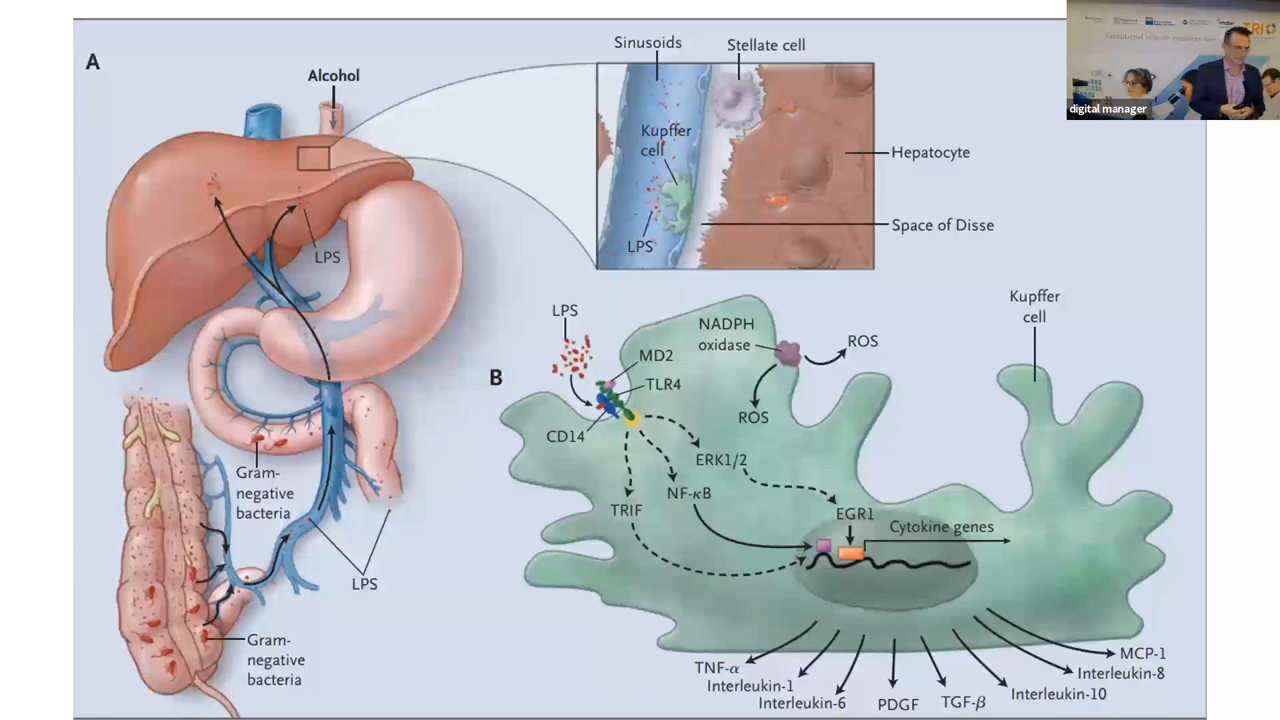 A
Alcohol
LPS
Gram-
negative
bacteria
LPS
Gram-
negative
bacteria
Sinusoids
Stellate cell
Kupffer
cell
LPS
Hepatocyte
Space of Disse
B
LPS
MD2
TLR4
CD14
NADPH
oxidase
ROS
ROS
Kupffer
cell
ERK1/2
NF-κB
TRIF
EGR1
Cytokine genes
TNF-α
Interleukin-1
Interleukin-6
PDGF
TGF-β
Interleukin-10
Interleukin-8
MCP-1
TRIO
digital manager